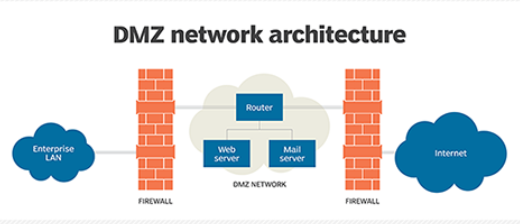 DMZ network architecture
Router
Enterprise
LAN
Web
server
Mail
server
Internet
DMZ NETWORK
FIREWALL
FIREWALL